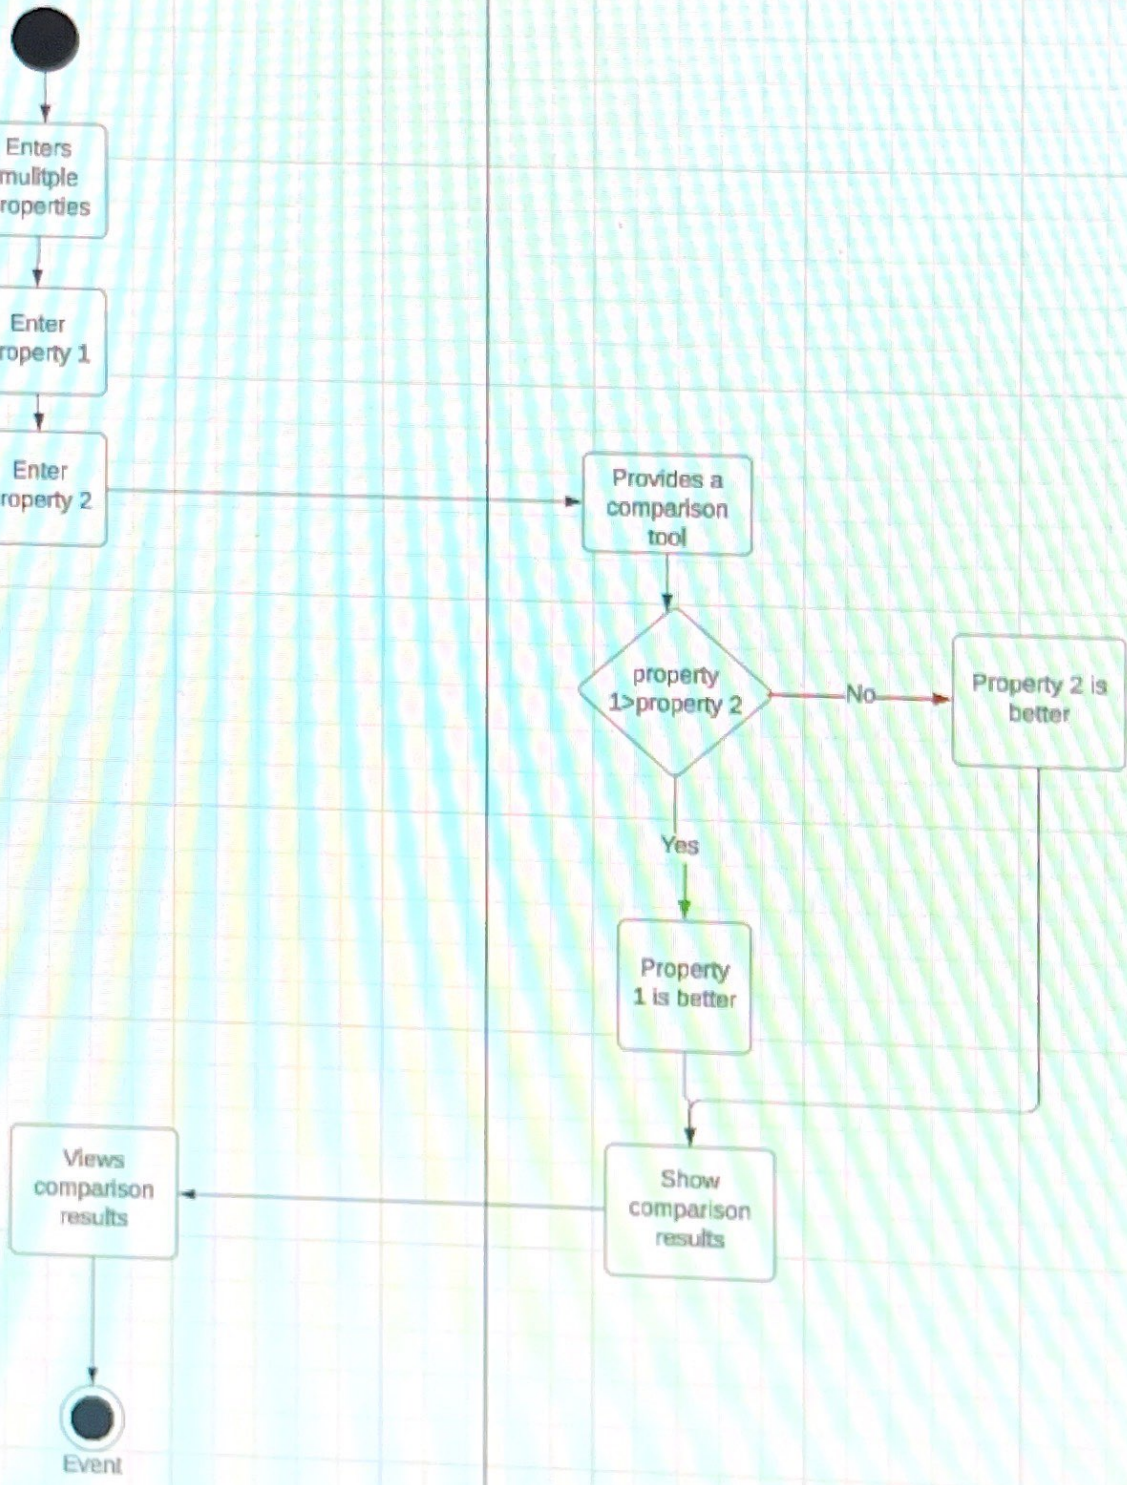 Enters
mulitple
roperties
Enter
roperty 1
Enter
roperty 2
Provides a
comparison
tool
property
1>property 2
No
Property 2 is
better
Yes
Property
1 is better
Views
comparison
results
Show
comparison
results
Event